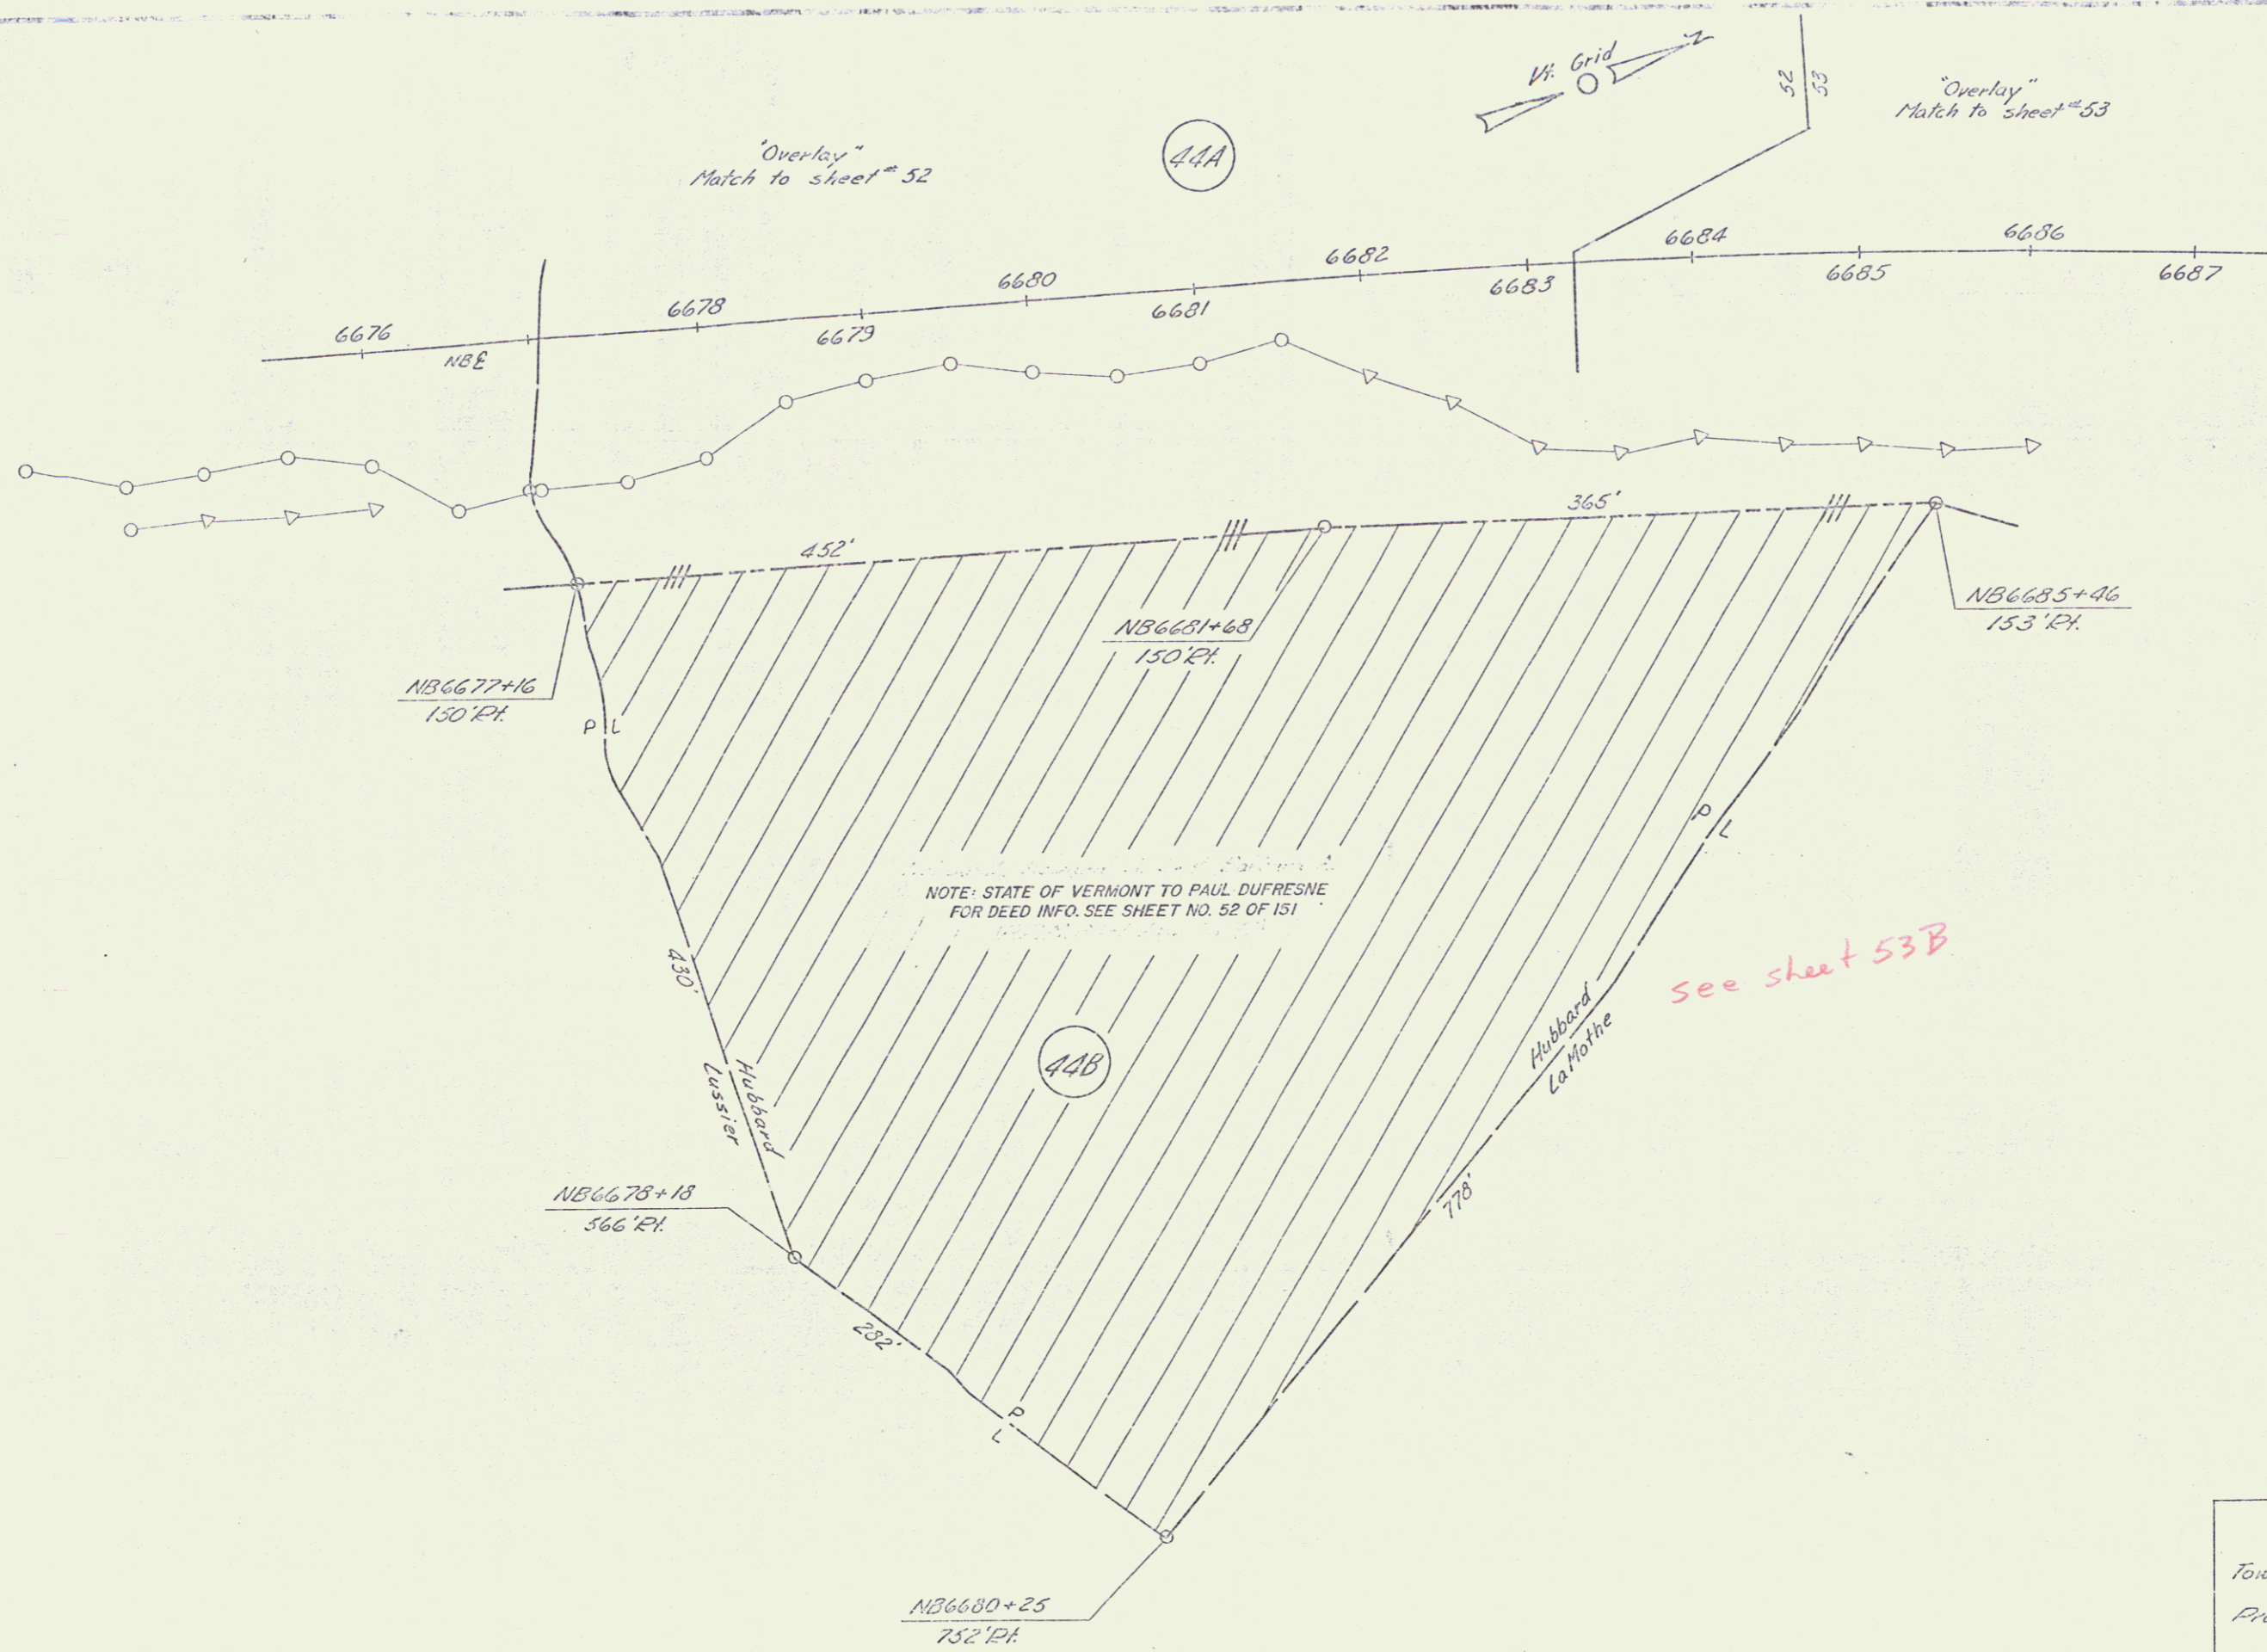 Vt. Grid
N
52
53
"Overlay"
Match to sheet #53
"Overlay"
Match to sheet # 52
44A
6676
NB℄
6678
6679
6680
6681
6682
6683
6684
6685
6686
6687
452'
365'
NB6677+16
150'Rt.
NB6681+68
150'Rt.
NB6685+46
153'Rt.
P L
P
L
NOTE: STATE OF VERMONT TO PAUL DUFRESNE
FOR DEED INFO. SEE SHEET NO. 52 OF 151
see sheet 53B
430'
Hubbard
Lussier
44B
Hubbard
LaMothe
778'
NB6678+18
566'Rt.
282'
P
L
NB6680+25
752'Rt.